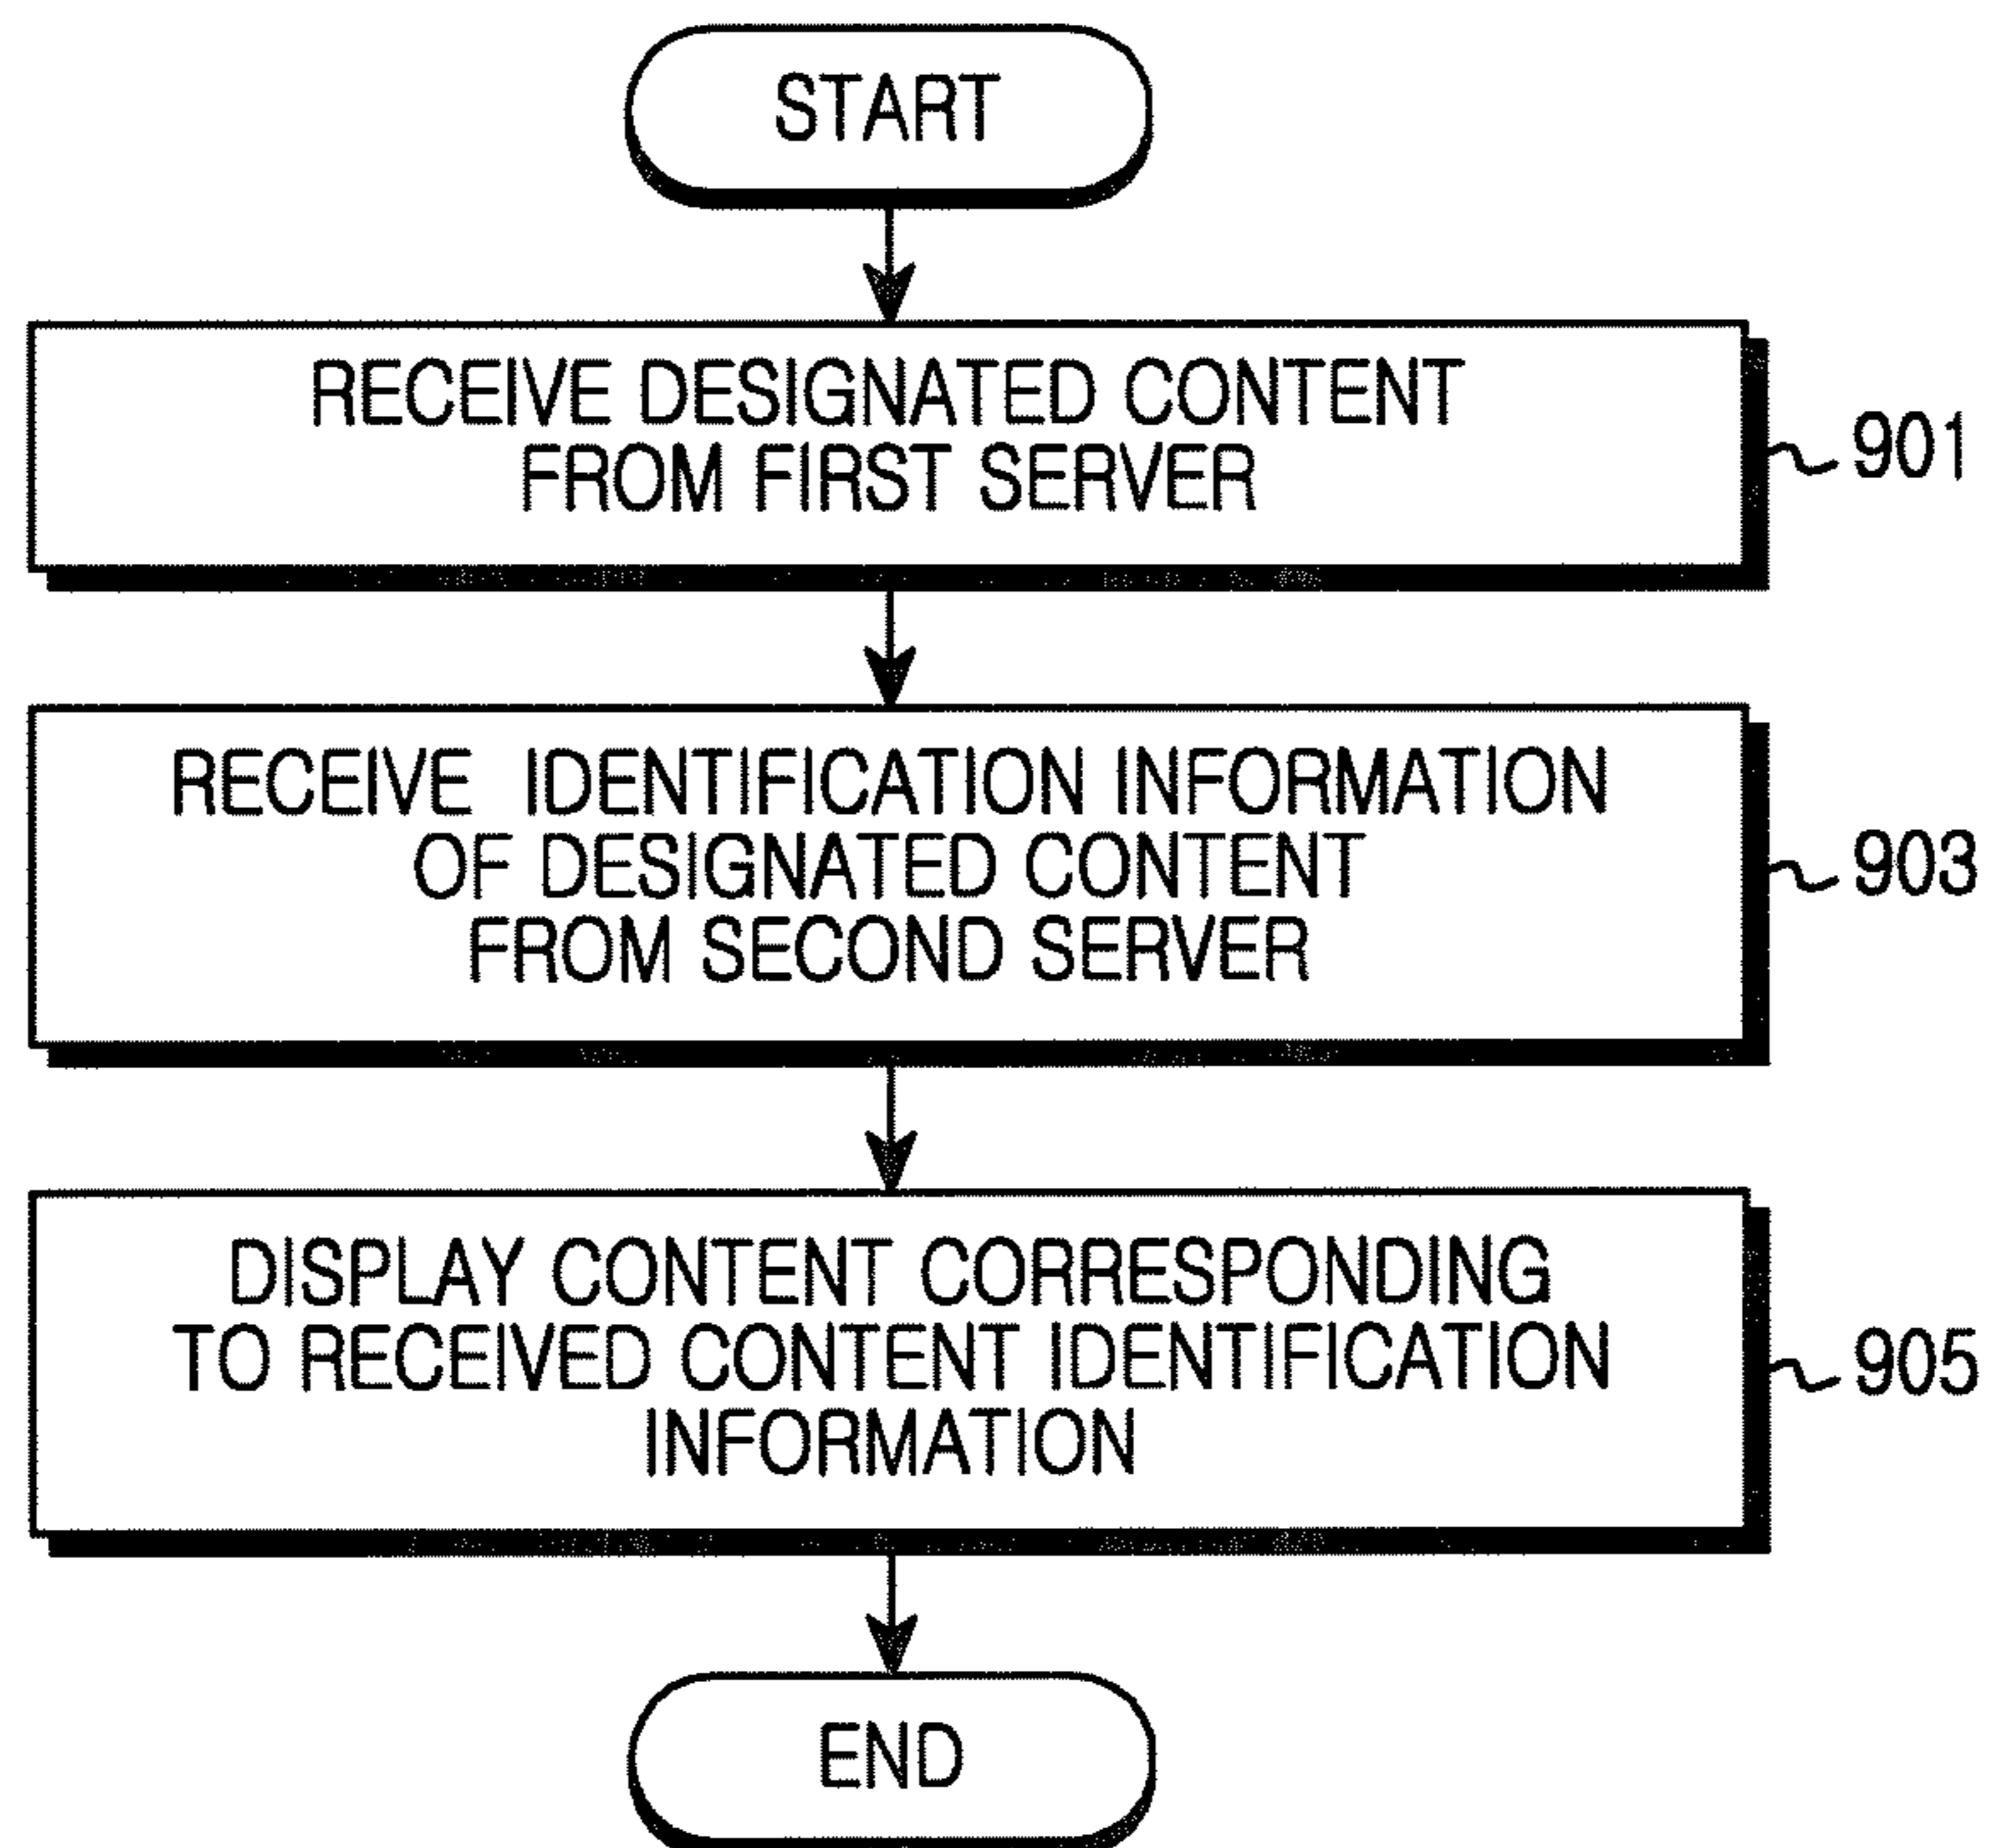 START
RECEIVE DESIGNATED CONTENT
FROM FIRST SERVER
901
RECEIVE IDENTIFICATION INFORMATION
OF DESIGNATED CONTENT
FROM SECOND SERVER
903
DISPLAY CONTENT CORRESPONDING
TO RECEIVED CONTENT IDENTIFICATION
INFORMATION
905
END